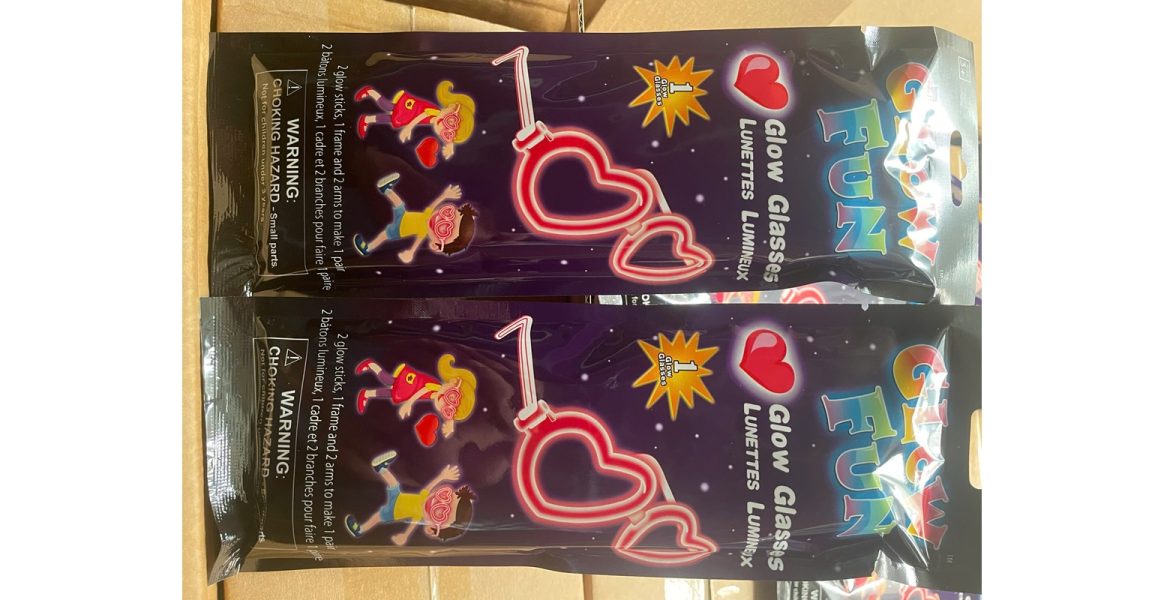 5+
GLOW
FUN
Glow Glasses
LUNETTES LUMINEUX
1
Glow
Glasses
2 glow sticks, 1 frame and 2 arms to make 1 pair
2 bâtons lumineux, 1 cadre et 2 branches pour faire 1 paire
WARNING:
CHOKING HAZARD - Small parts
Not for children under 3 Years
GLOW
FUN
TM
Glow Glasses
LUNETTES LUMINEUX
1
Glow
Glasses
2 glow sticks, 1 frame and 2 arms to make 1 pair
2 bâtons lumineux, 1 cadre et 2 branches pour faire 1
WARNING:
CHOKING HAZARD
Not for